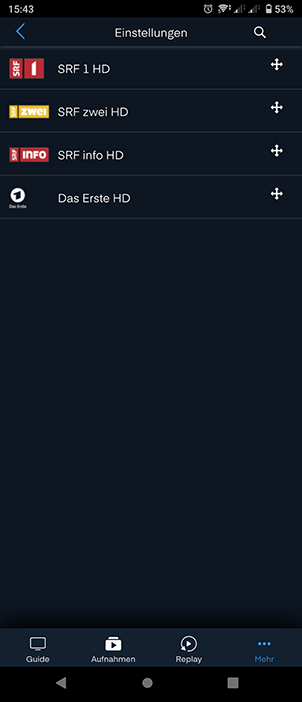 15:43
53%
Einstellungen
SRF 1
SRF 1 HD
zwei
SRF zwei HD
SRF INFO
SRF info HD
Das Erste
Das Erste HD
Guide
Aufnahmen
Replay
Mehr